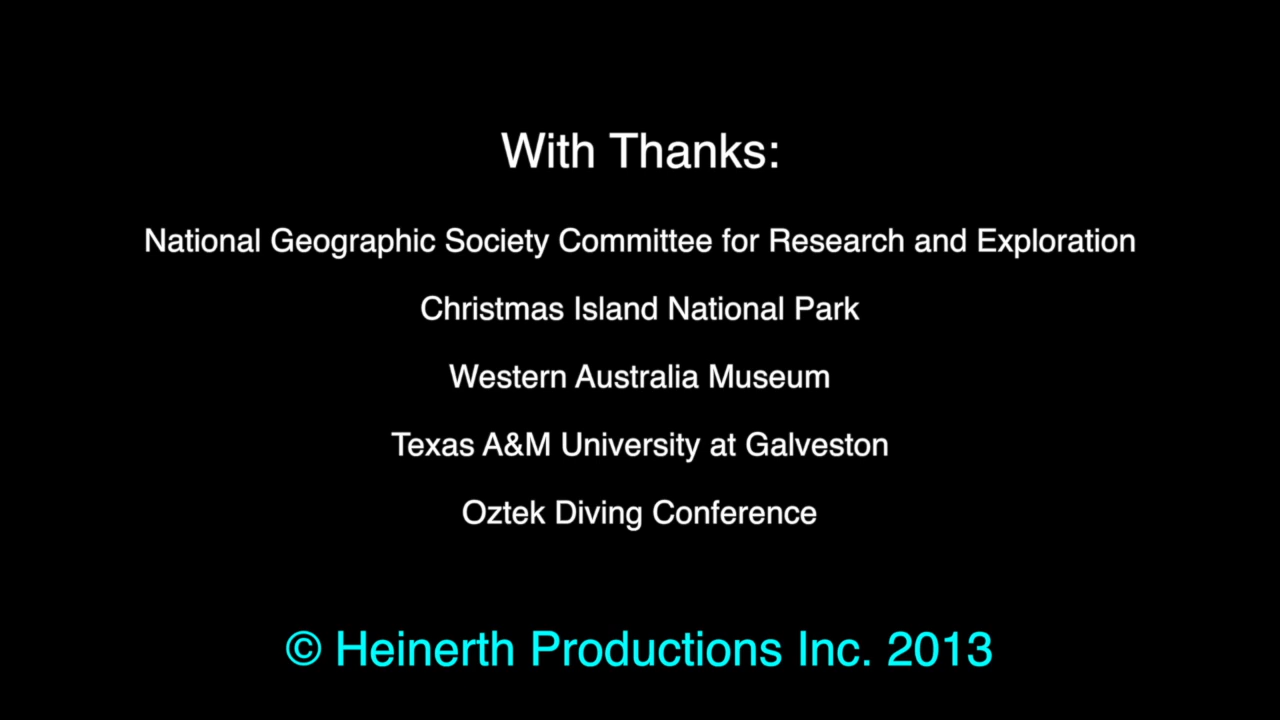 With Thanks:
National Geographic Society Committee for Research and Exploration
Christmas Island National Park
Western Australia Museum
Texas A&M University at Galveston
Oztek Diving Conference
© Heinerth Productions Inc. 2013